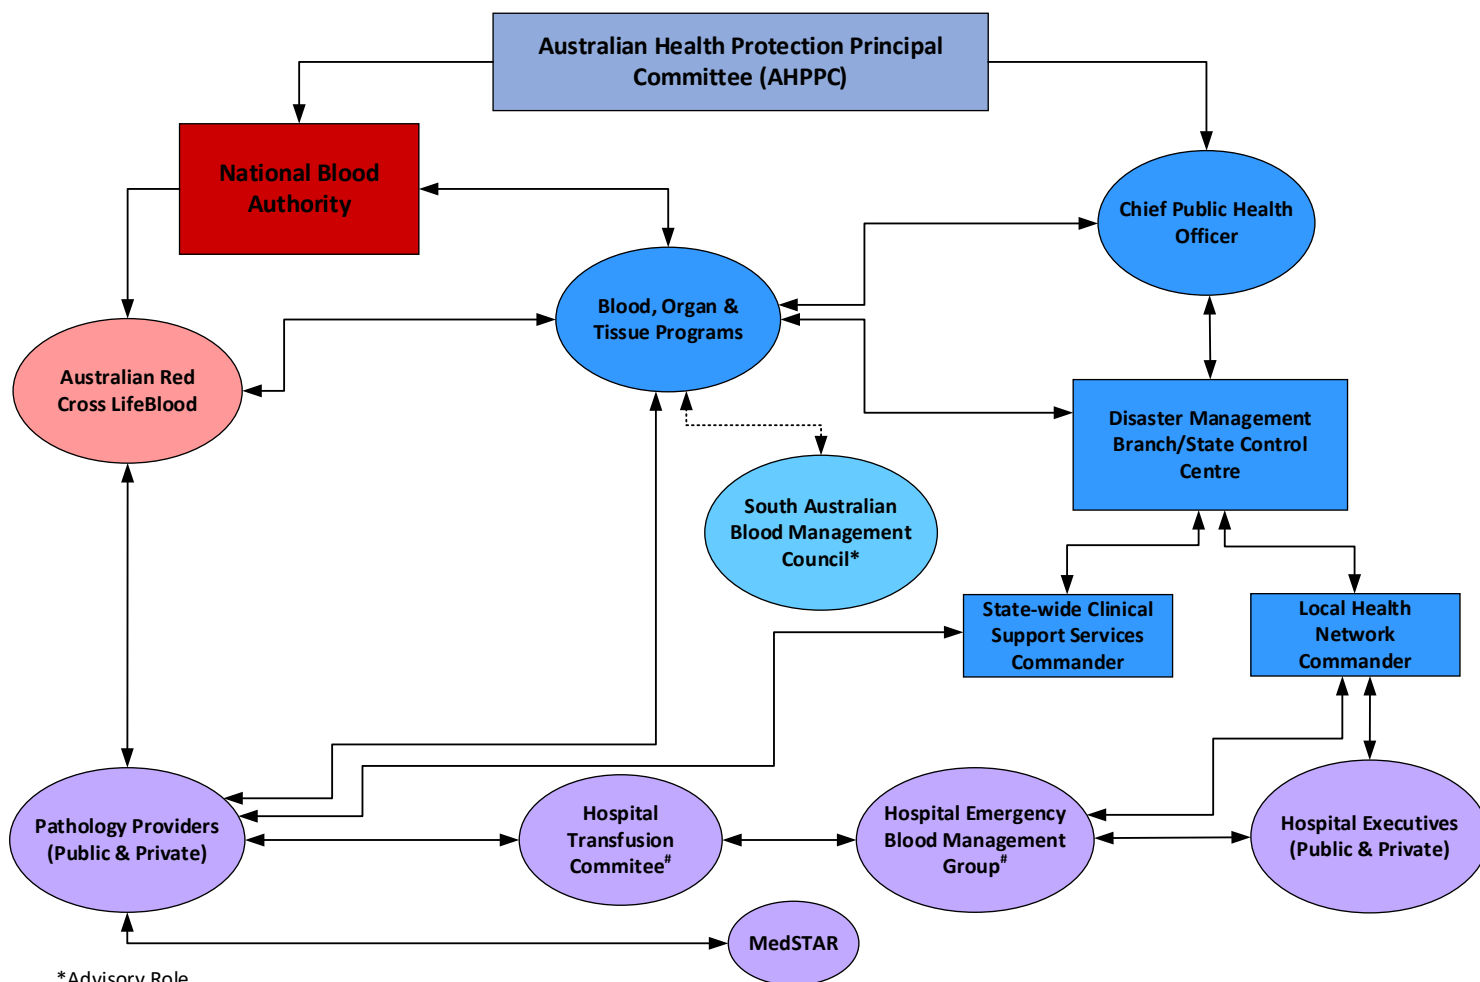 Australian Health Protection Principal
Committee (AHPPC)
National Blood
Authority
Chief Public Health
Officer
Blood, Organ &
Tissue Programs
Australian Red
Cross LifeBlood
Disaster Management
Branch/State Control
Centre
South Australian
Blood Management
Council*
State-wide Clinical
Support Services
Commander
Local Health
Network
Commander
Pathology Providers
(Public & Private)
Hospital
Transfusion
Commitee#
Hospital Emergency
Blood Management
Group#
Hospital Executives
(Public & Private)
MedSTAR
*Advisory Role